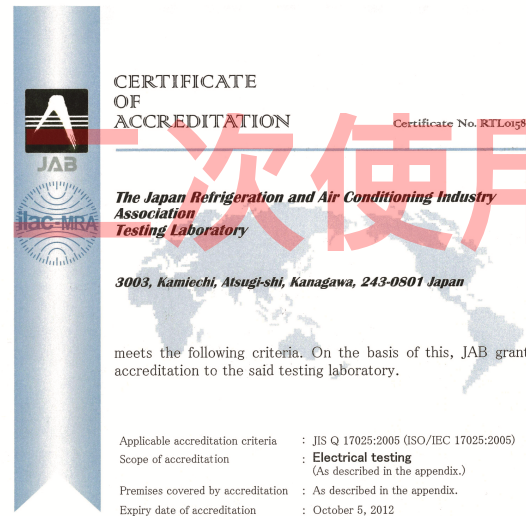 CERTIFICATE
OF
ACCREDITATION
Certificate No. RTL0158
JAB
ilac-MRA
二次使用
The Japan Refrigeration and Air Conditioning Industry
Association
Testing Laboratory
3003, Kamiechi, Atsugi-shi, Kanagawa, 243-0801 Japan
meets the following criteria. On the basis of this, JAB grant
accreditation to the said testing laboratory.
Applicable accreditation criteria : JIS Q 17025:2005 (ISO/IEC 17025:2005)
Scope of accreditation : Electrical testing
(As described in the appendix.)
Premises covered by accreditation : As described in the appendix.
Expiry date of accreditation : October 5, 2012